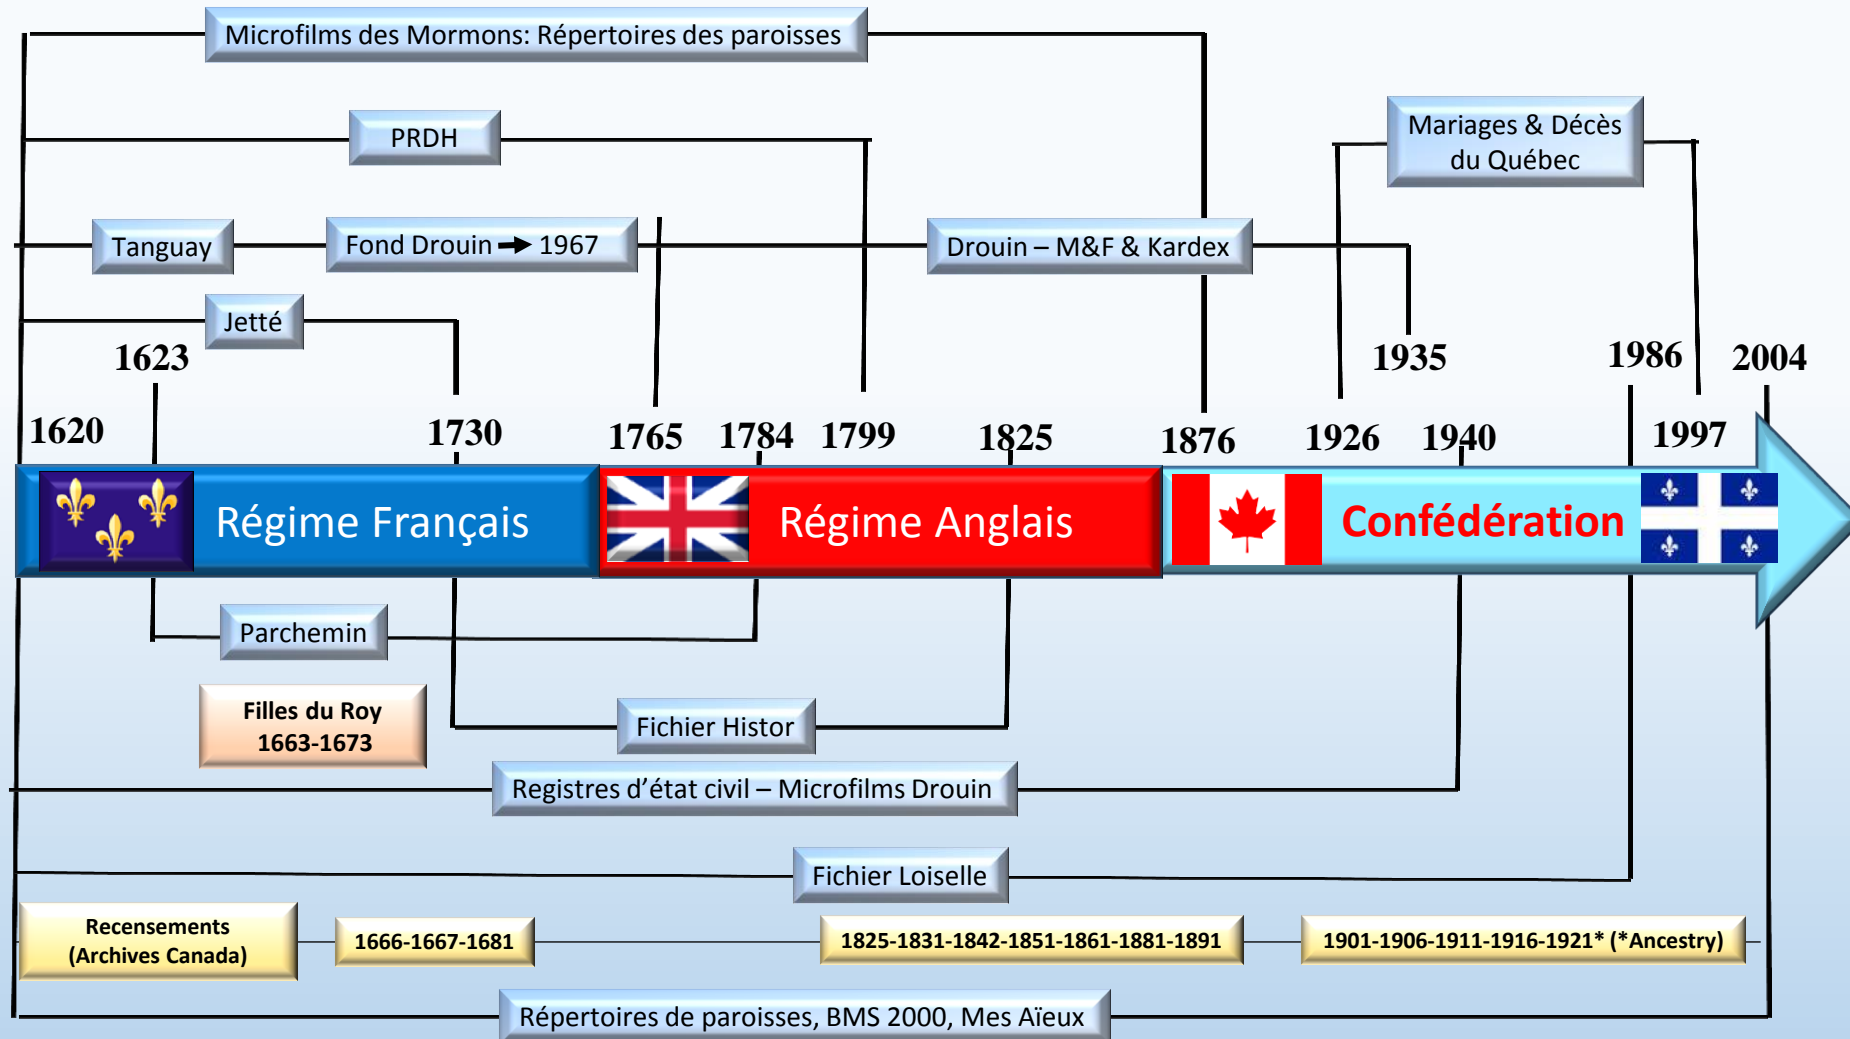 Microfilms des Mormons: Répertoires des paroisses
PRDH
Mariages & Décès
du Québec
Tanguay
Fond Drouin → 1967
Drouin – M&F & Kardex
Jetté
1623
1935
1986
2004
1620
1730
1765
1784
1799
1825
1876
1926
1940
1997
Régime Français
Régime Anglais
Confédération
Parchemin
Filles du Roy
1663-1673
Fichier Histor
Registres d’état civil – Microfilms Drouin
Fichier Loiselle
Recensements
(Archives Canada)
1666-1667-1681
1825-1831-1842-1851-1861-1881-1891
1901-1906-1911-1916-1921* (*Ancestry)
Répertoires de paroisses, BMS 2000, Mes Aïeux